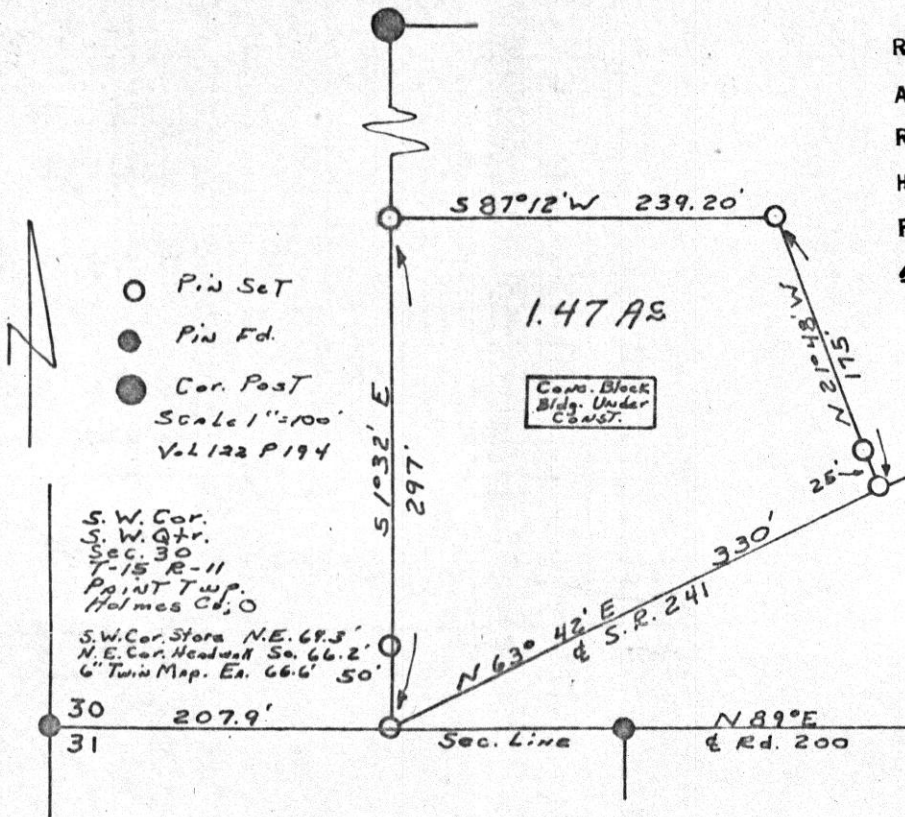 S 87°12' W 239.20'
Pin Set
Pin Fd.
Cor. Post
Scale 1"=100'
Vol 122 P 194
1.47 AC
Conc. Block
Bldg. Under
Const.
N 21°48' W
175'
25'
S 1°32' E
297'
S. W. Cor.
S. W. Qtr.
Sec. 30
T-15 R-11
PAINT Twp.
Holmes Co, O
S.W. Cor. Store N.E. 69.3'
N.E. Cor. Headwall So. 66.2'
6" Twin Map. Ea. 66.6'
50'
330'
N 63° 42' E
℄ S.R. 241
30
31
207.9'
Sec. Line
N 89° E
℄ Rd. 200
R
A
R
H